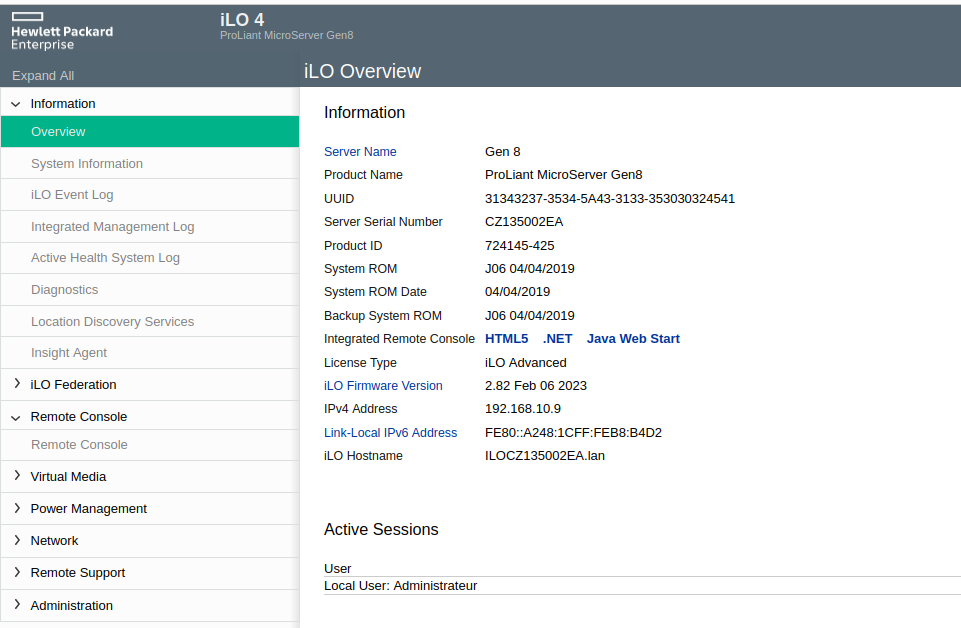 Hewlett Packard
Enterprise
iLO 4
ProLiant MicroServer Gen8
Expand All
iLO Overview
Information
Overview
System Information
iLO Event Log
Integrated Management Log
Active Health System Log
Diagnostics
Location Discovery Services
Insight Agent
iLO Federation
Remote Console
Remote Console
Virtual Media
Power Management
Network
Remote Support
Administration
Information
Server Name Gen 8
Product Name ProLiant MicroServer Gen8
UUID 31343237-3534-5A43-3133-353030324541
Server Serial Number CZ135002EA
Product ID 724145-425
System ROM J06 04/04/2019
System ROM Date 04/04/2019
Backup System ROM J06 04/04/2019
Integrated Remote Console HTML5 .NET Java Web Start
License Type iLO Advanced
iLO Firmware Version 2.82 Feb 06 2023
IPv4 Address 192.168.10.9
Link-Local IPv6 Address FE80::A248:1CFF:FEB8:B4D2
iLO Hostname ILOCZ135002EA.lan
Active Sessions
User
Local User: Administrateur